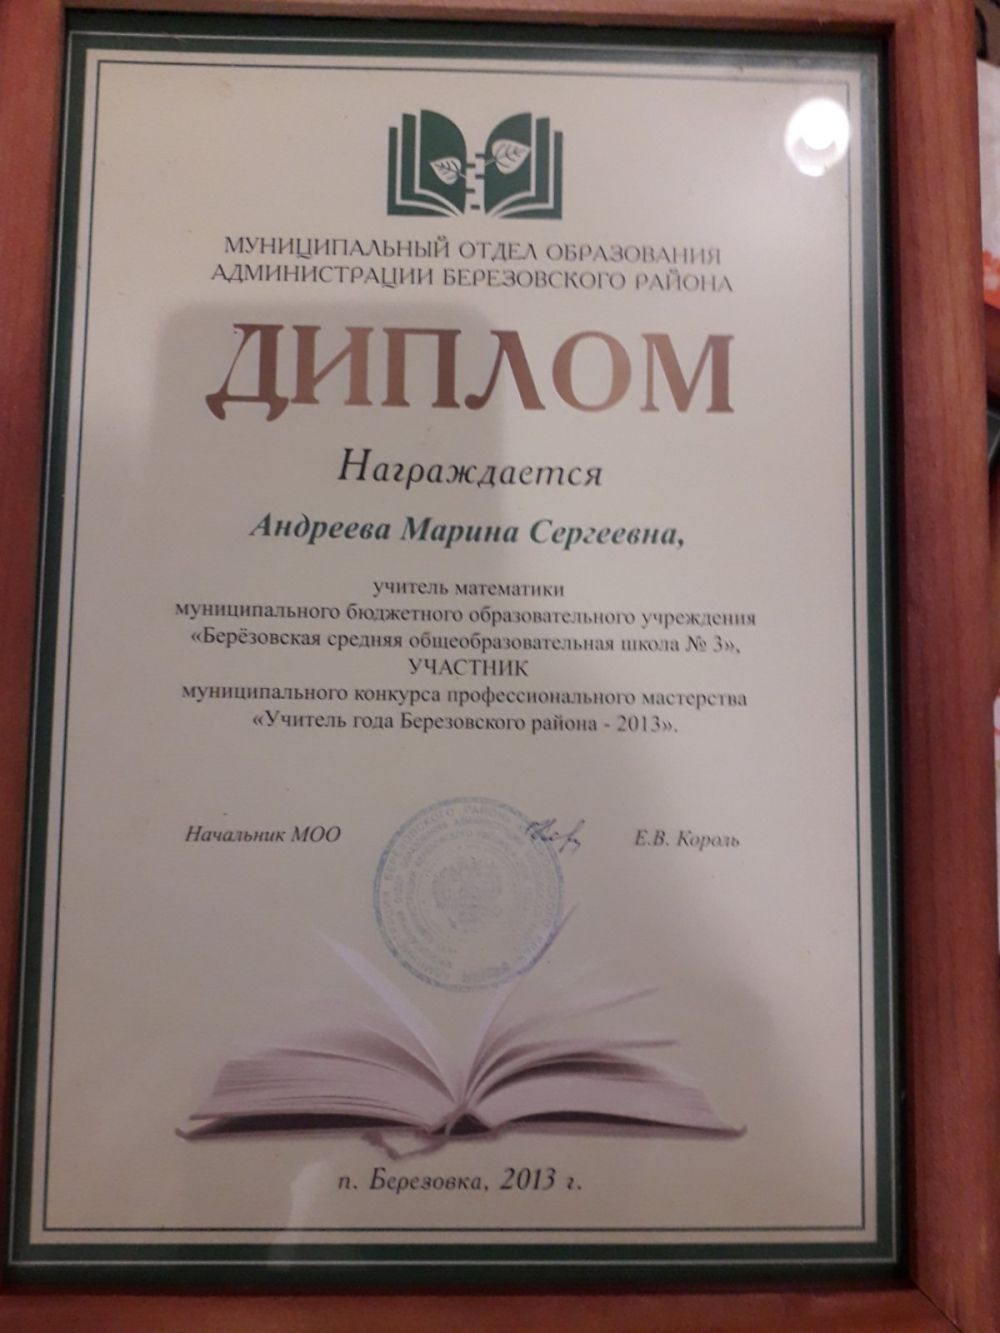 МУНИЦИПАЛЬНЫЙ ОТДЕЛ ОБРАЗОВАНИЯ
АДМИНИСТРАЦИИ БЕРЕЗОВСКОГО РАЙОНА
ДИПЛОМ
Награждается
Андреева Марина Сергеевна,
учитель математики
муниципального бюджетного образовательного учреждения
«Берёзовская средняя общеобразовательная школа № 3»,
УЧАСТНИК
муниципального конкурса профессионального мастерства
«Учитель года Березовского района - 2013».
Начальник МОО
Е.В. Король
п. Березовка, 2013 г.